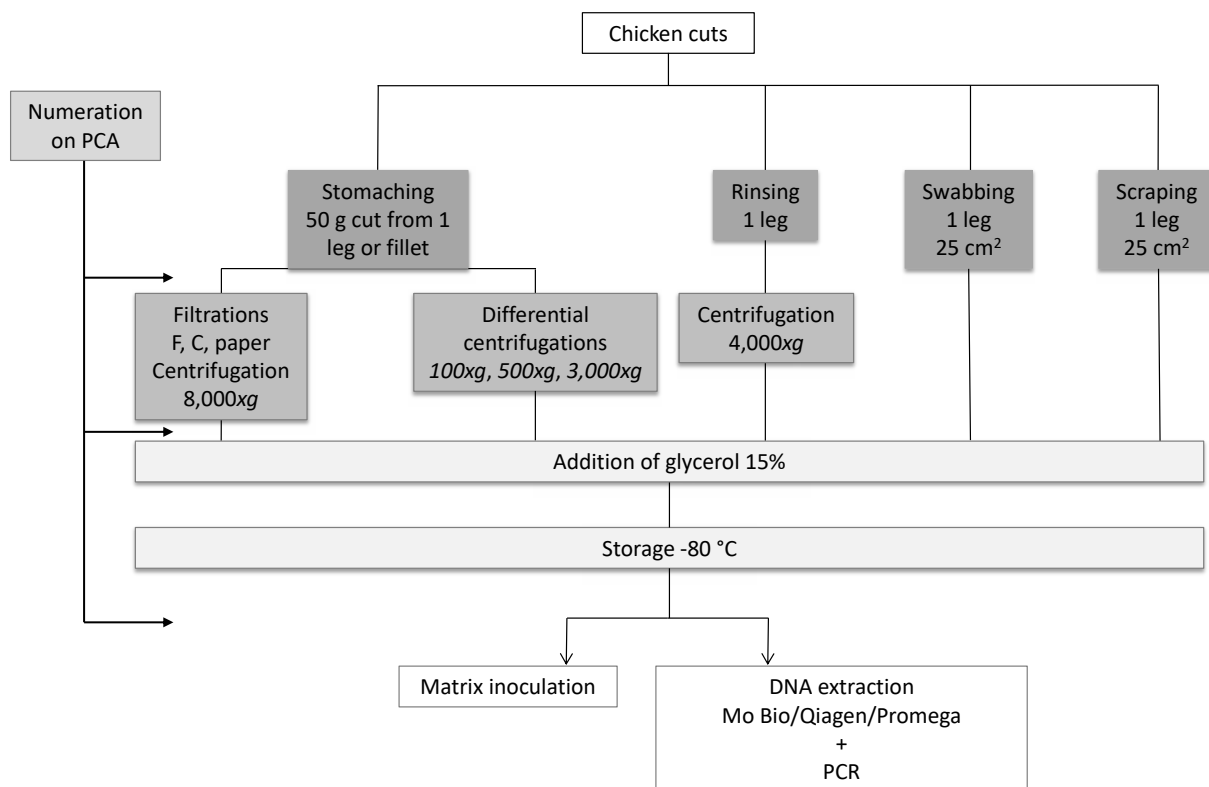 Chicken cuts
Numeration
on PCA
Stomaching
50 g cut from 1
leg or fillet
Rinsing
1 leg
Swabbing
1 leg
25 cm²
Scraping
1 leg
25 cm²
Filtrations
F, C, paper
Centrifugation
8,000xg
Differential
centrifugations
100xg, 500xg, 3,000xg
Centrifugation
4,000xg
Addition of glycerol 15%
Storage -80 °C
Matrix inoculation
DNA extraction
Mo Bio/Qiagen/Promega
+
PCR